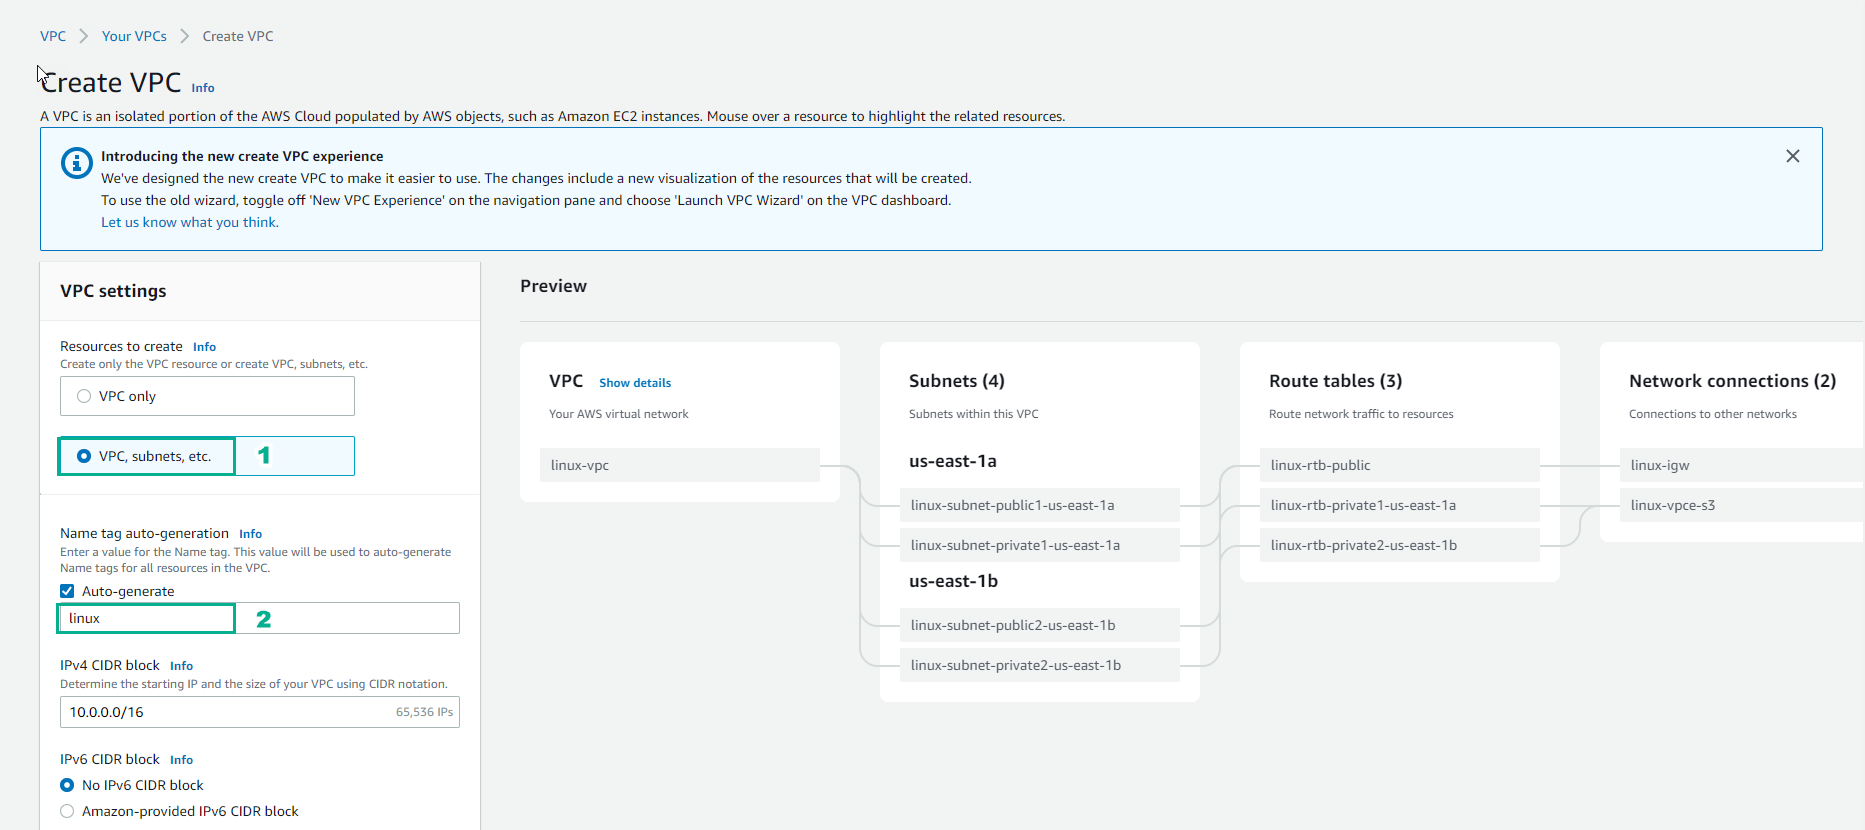 VPC > Your VPCs > Create VPC
Create VPC Info
A VPC is an isolated portion of the AWS Cloud populated by AWS objects, such as Amazon EC2 instances. Mouse over a resource to highlight the related resources.
Introducing the new create VPC experience
We've designed the new create VPC to make it easier to use. The changes include a new visualization of the resources that will be created.
To use the old wizard, toggle off 'New VPC Experience' on the navigation pane and choose 'Launch VPC Wizard' on the VPC dashboard.
Let us know what you think.
VPC settings
Resources to create Info
Create only the VPC resource or create VPC, subnets, etc.
VPC only
VPC, subnets, etc. 1
Name tag auto-generation Info
Enter a value for the Name tag. This value will be used to auto-generate
Name tags for all resources in the VPC.
Auto-generate
linux 2
IPv4 CIDR block Info
Determine the starting IP and the size of your VPC using CIDR notation.
10.0.0.0/16 65,536 IPs
IPv6 CIDR block Info
No IPv6 CIDR block
Amazon-provided IPv6 CIDR block
Preview
VPC Show details
Your AWS virtual network
linux-vpc
Subnets (4)
Subnets within this VPC
us-east-1a
linux-subnet-public1-us-east-1a
linux-subnet-private1-us-east-1a
us-east-1b
linux-subnet-public2-us-east-1b
linux-subnet-private2-us-east-1b
Route tables (3)
Route network traffic to resources
linux-rtb-public
linux-rtb-private1-us-east-1a
linux-rtb-private2-us-east-1b
Network connections (2)
Connections to other networks
linux-igw
linux-vpce-s3